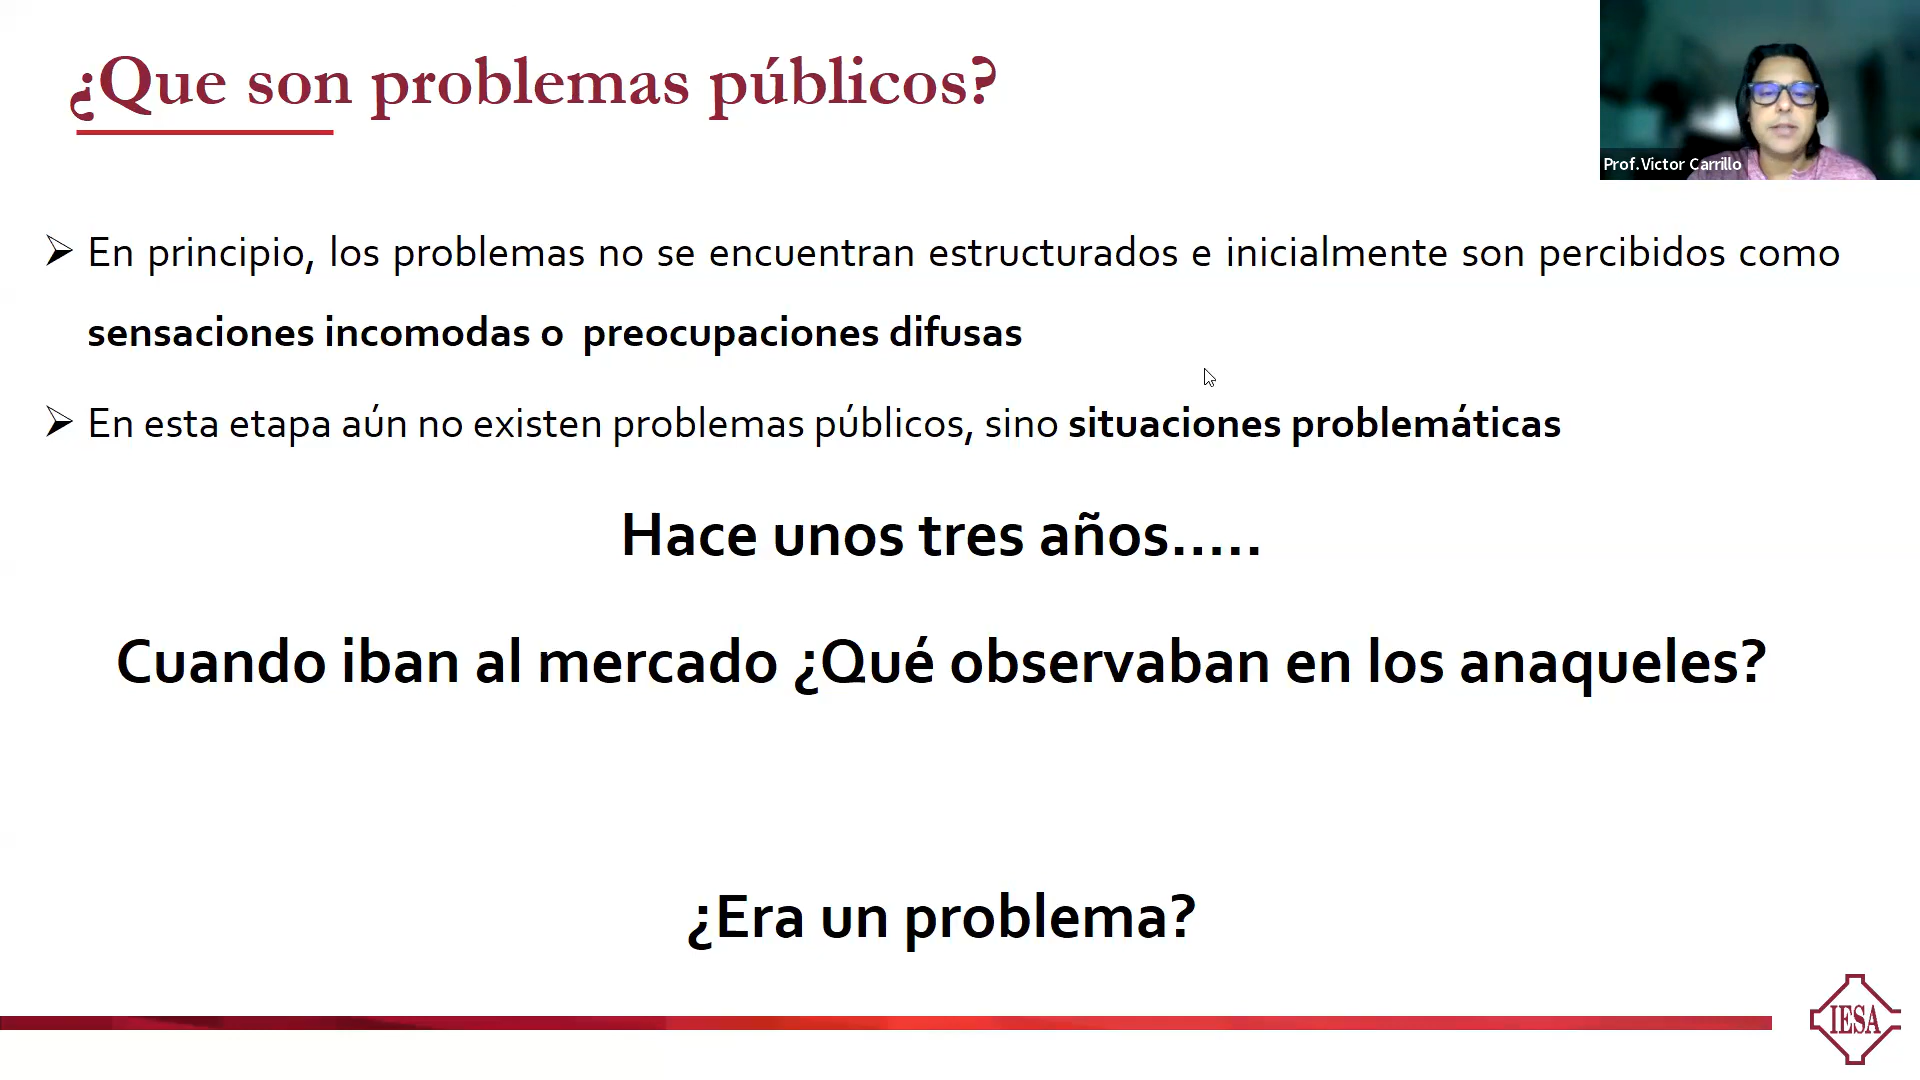 ¿Que son problemas públicos?
Prof. Victor Carrillo
En principio, los problemas no se encuentran estructurados e inicialmente son percibidos como
sensaciones incomodas o preocupaciones difusas
En esta etapa aún no existen problemas públicos, sino situaciones problemáticas
Hace unos tres años.....
Cuando iban al mercado ¿Qué observaban en los anaqueles?
¿Era un problema?
IESA